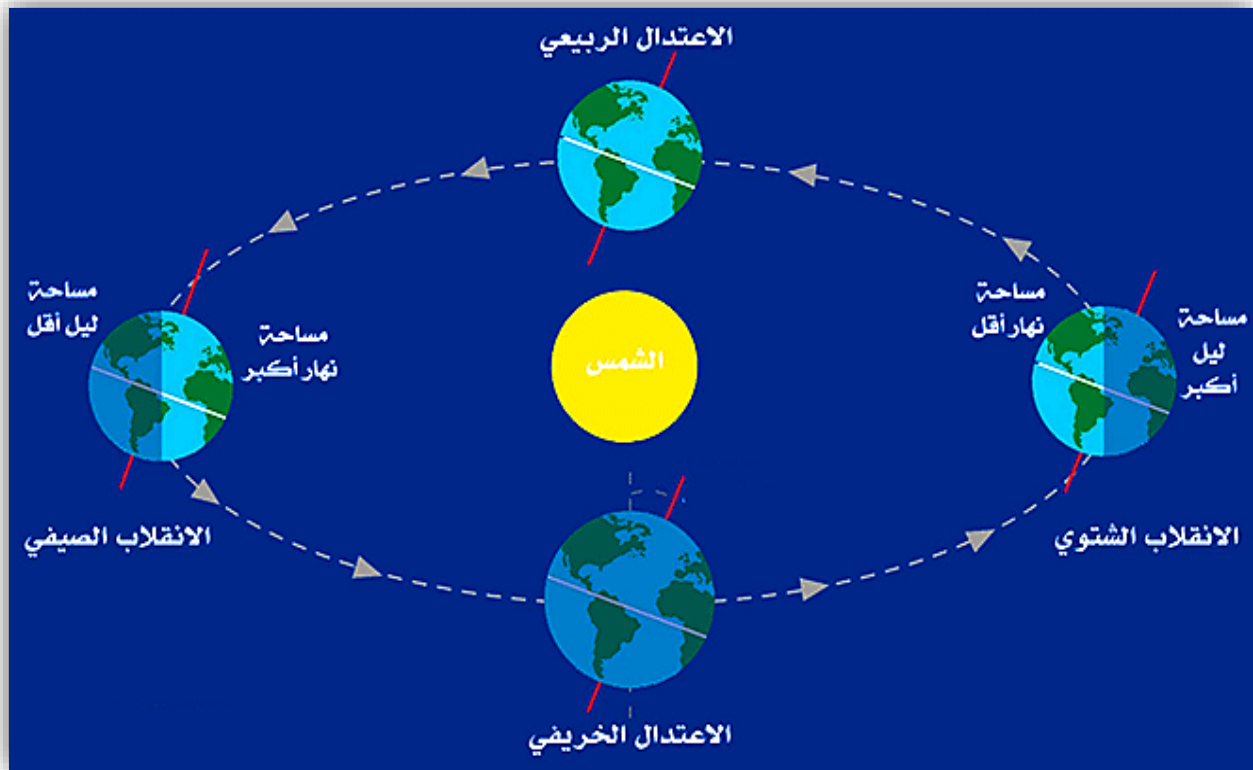 الاعتدال الربيعي
مساحة
ليل
أكبر
مساحة
نهار أقل
الشمس
مساحة
نهار أكبر
مساحة
ليل أقل
الانقلاب الشتوي
الانقلاب الصيفي
الاعتدال الخريفي